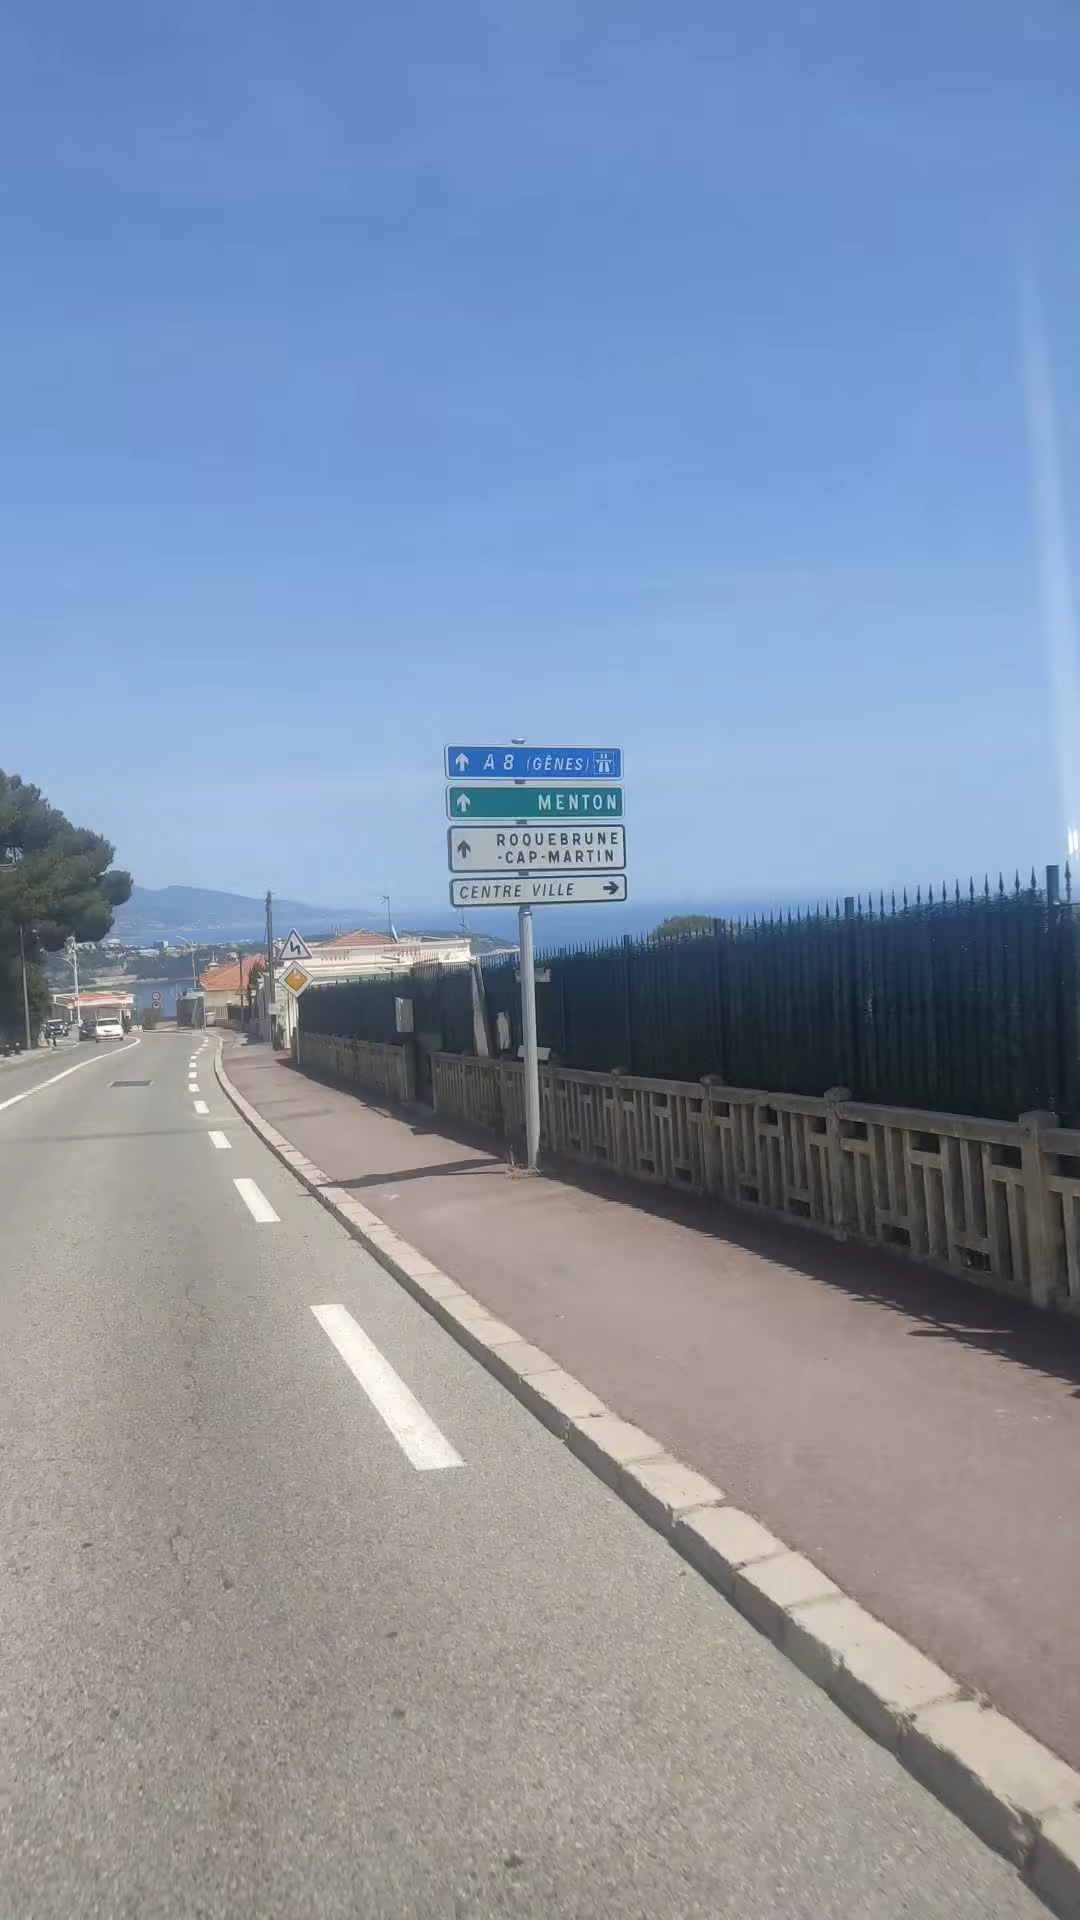 A 8 (GÊNES)
MENTON
ROQUEBRUNE
-CAP-MARTIN
CENTRE VILLE